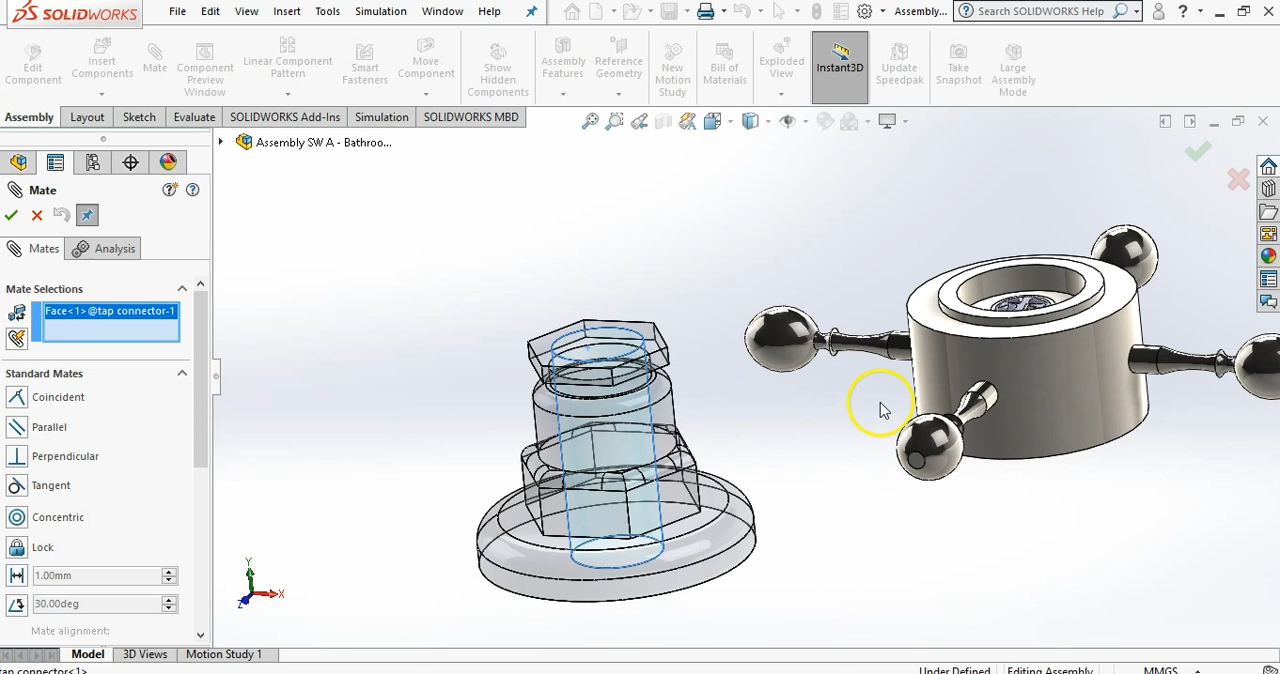 SOLIDWORKS File Edit View Insert Tools Simulation Window Help Assembly... Search SOLIDWORKS Help ?
Edit Component
Insert Components
Mate
Component Preview Window
Linear Component Pattern
Smart Fasteners
Move Component
Show Hidden Components
Assembly Features
Reference Geometry
New Motion Study
Bill of Materials
Exploded View
Instant3D
Update Speedpak
Take Snapshot
Large Assembly Mode
Assembly Layout Sketch Evaluate SOLIDWORKS Add-Ins Simulation SOLIDWORKS MBD
Assembly SW A - Bathroo...
Mate
Mates Analysis
Mate Selections
Face<1>@tap connector-1
Standard Mates
Coincident
Parallel
Perpendicular
Tangent
Concentric
Lock
1.00mm
30.00deg
Mate alignment:
Y
X
Z
Model 3D Views Motion Study 1
tap connector<1> Under Defined Editing Assembly MMGS